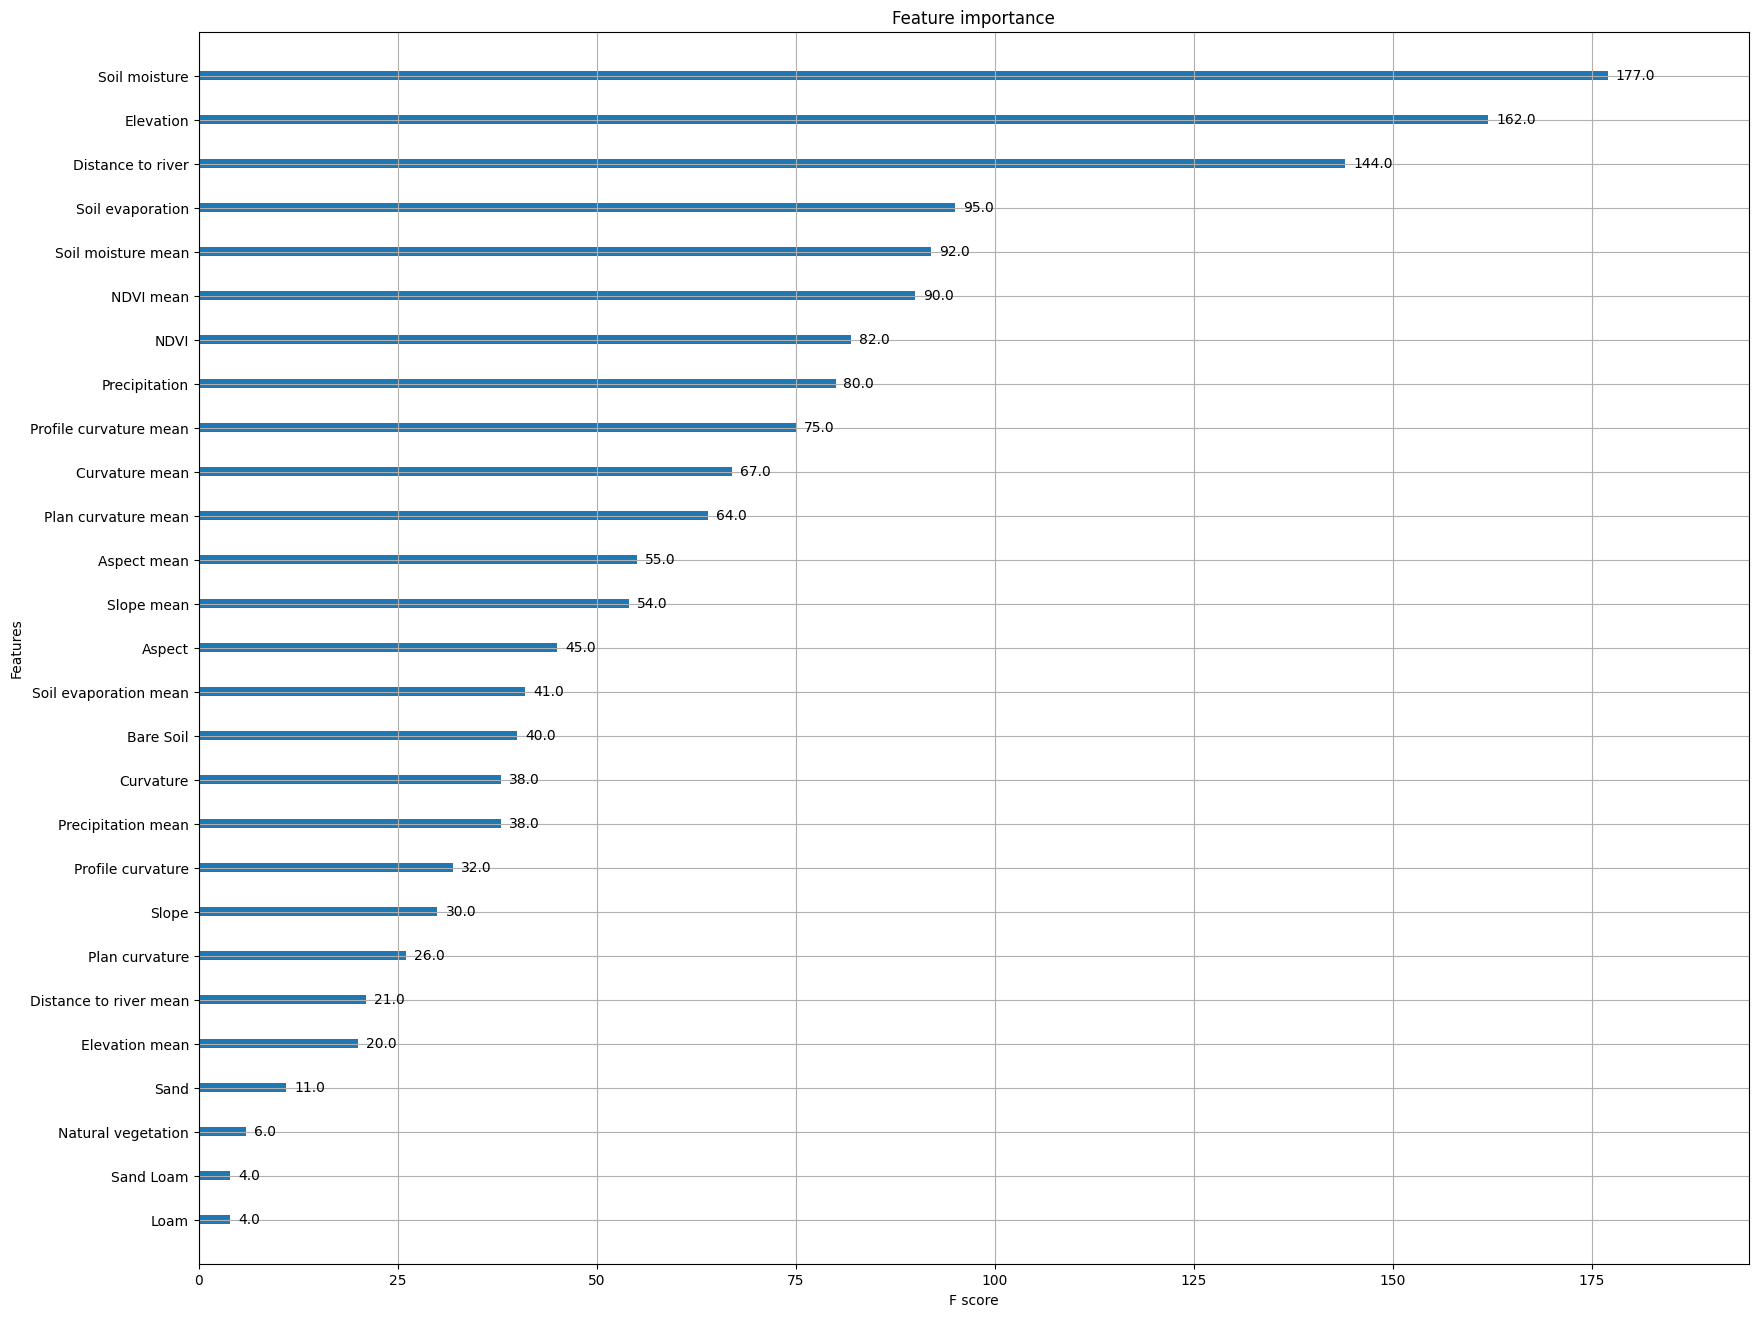 Feature importance
Soil moisture 177.0
Elevation 162.0
Distance to river 144.0
Soil evaporation 95.0
Soil moisture mean 92.0
NDVI mean 90.0
NDVI 82.0
Precipitation 80.0
Profile curvature mean 75.0
Curvature mean 67.0
Plan curvature mean 64.0
Aspect mean 55.0
Slope mean 54.0
Aspect 45.0
Soil evaporation mean 41.0
Bare Soil 40.0
Curvature 38.0
Precipitation mean 38.0
Profile curvature 32.0
Slope 30.0
Plan curvature 26.0
Distance to river mean 21.0
Elevation mean 20.0
Sand 11.0
Natural vegetation 6.0
Sand Loam 4.0
Loam 4.0
Features
0 25 50 75 100 125 150 175
F score